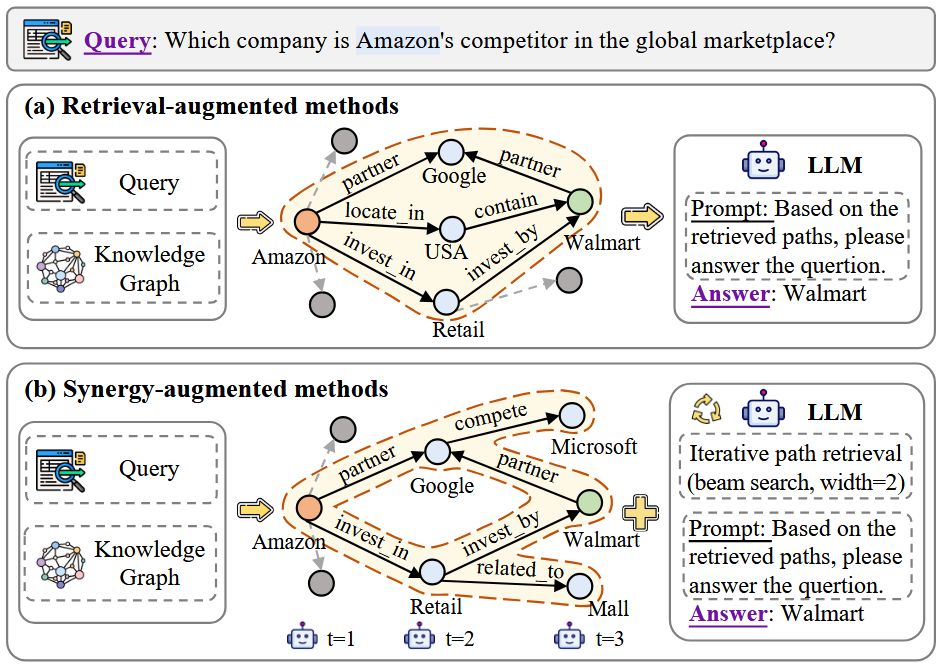 Query: Which company is Amazon's competitor in the global marketplace?
(a) Retrieval-augmented methods
Query
Knowledge
Graph
partner
partner
Google
locate_in
contain
USA
Amazon
Walmart
invest_in
invest_by
Retail
LLM
Prompt: Based on the
retrieved paths, please
answer the quertion.
Answer: Walmart
(b) Synergy-augmented methods
Query
Knowledge
Graph
compete
Microsoft
partner
partner
Google
Amazon
Walmart
invest_in
invest_by
related_to
Retail
Mall
t=1
t=2
t=3
LLM
Iterative path retrieval
(beam search, width=2)
Prompt: Based on the
retrieved paths, please
answer the quertion.
Answer: Walmart